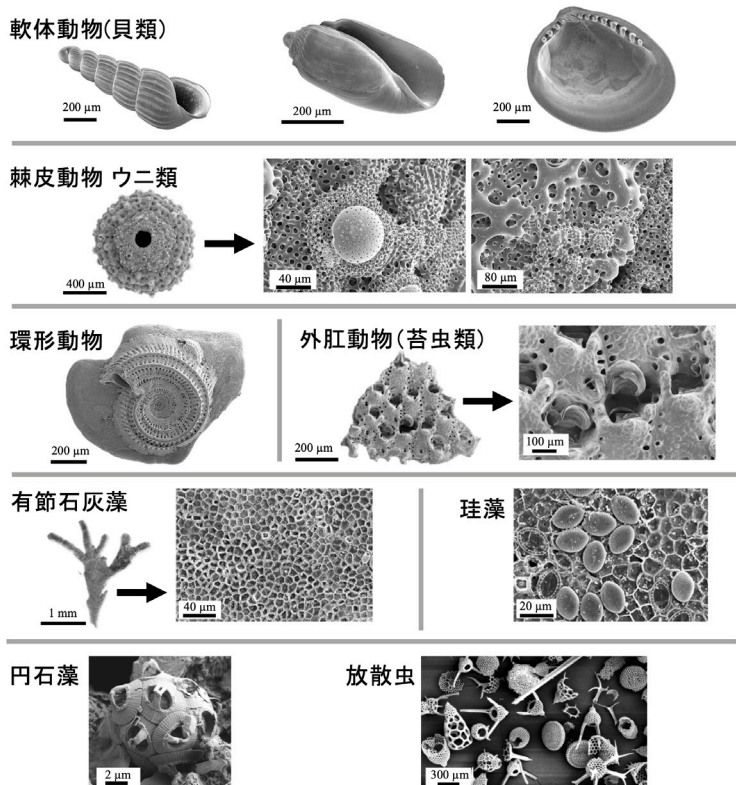 軟体動物(貝類)
200 μm
200 μm
200 μm
棘皮動物 ウニ類
400 μm
40 μm
80 μm
環形動物
200 μm
外肛動物(苔虫類)
200 μm
100 μm
有節石灰藻
1 mm
40 μm
珪藻
20 μm
円石藻
2 μm
放散虫
300 μm